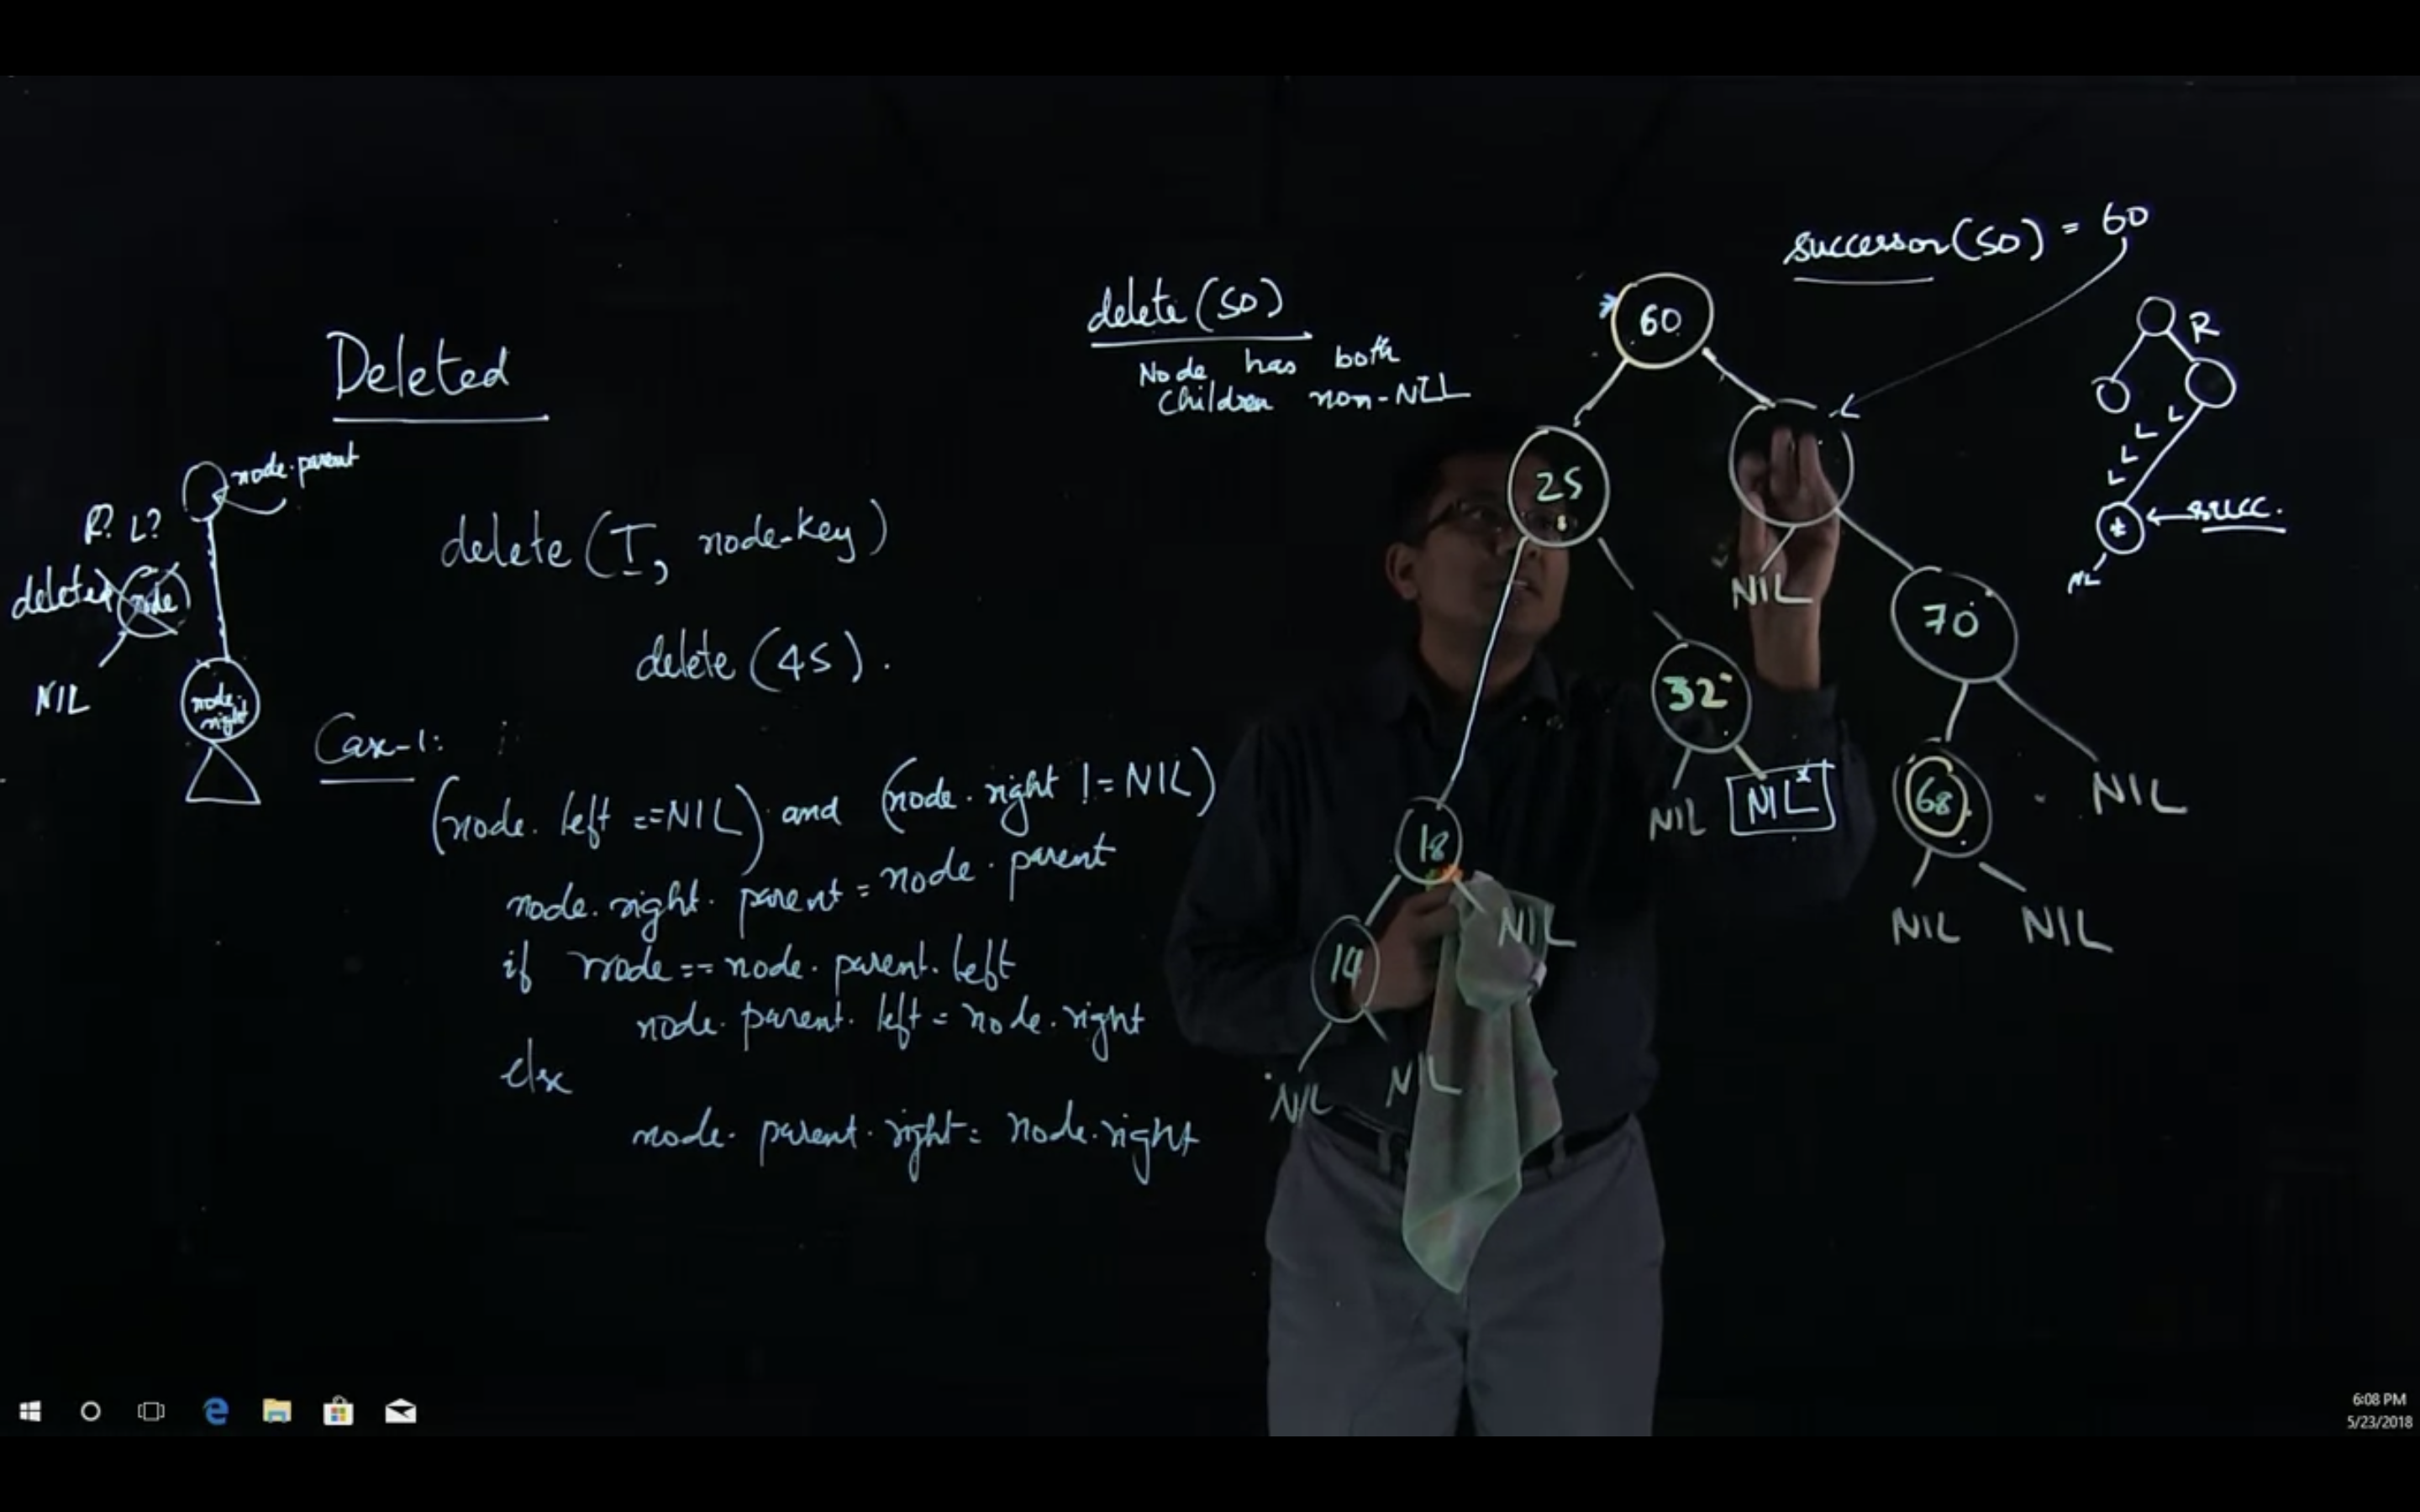 Deleted
node.parent
R? L?
deleted
node
NIL
node.
right
delete (T, node-key)
delete (45).
Case-1:
(node. left ==NIL) and (node. right != NIL)
node. right. parent = node. parent
if node == node. parent. left
node. parent. left = node. right
else
node. parent. right = node. right
delete (50)
Node has both
children non-NIL
successor(50) = 60
60
25
NIL
70
32
NIL
NIL*
68
NIL
NIL
NIL
18
NIL
14
NIL
NIL
R
L
L
L
L
*
succ.
NIL
6:08 PM
5/23/2018